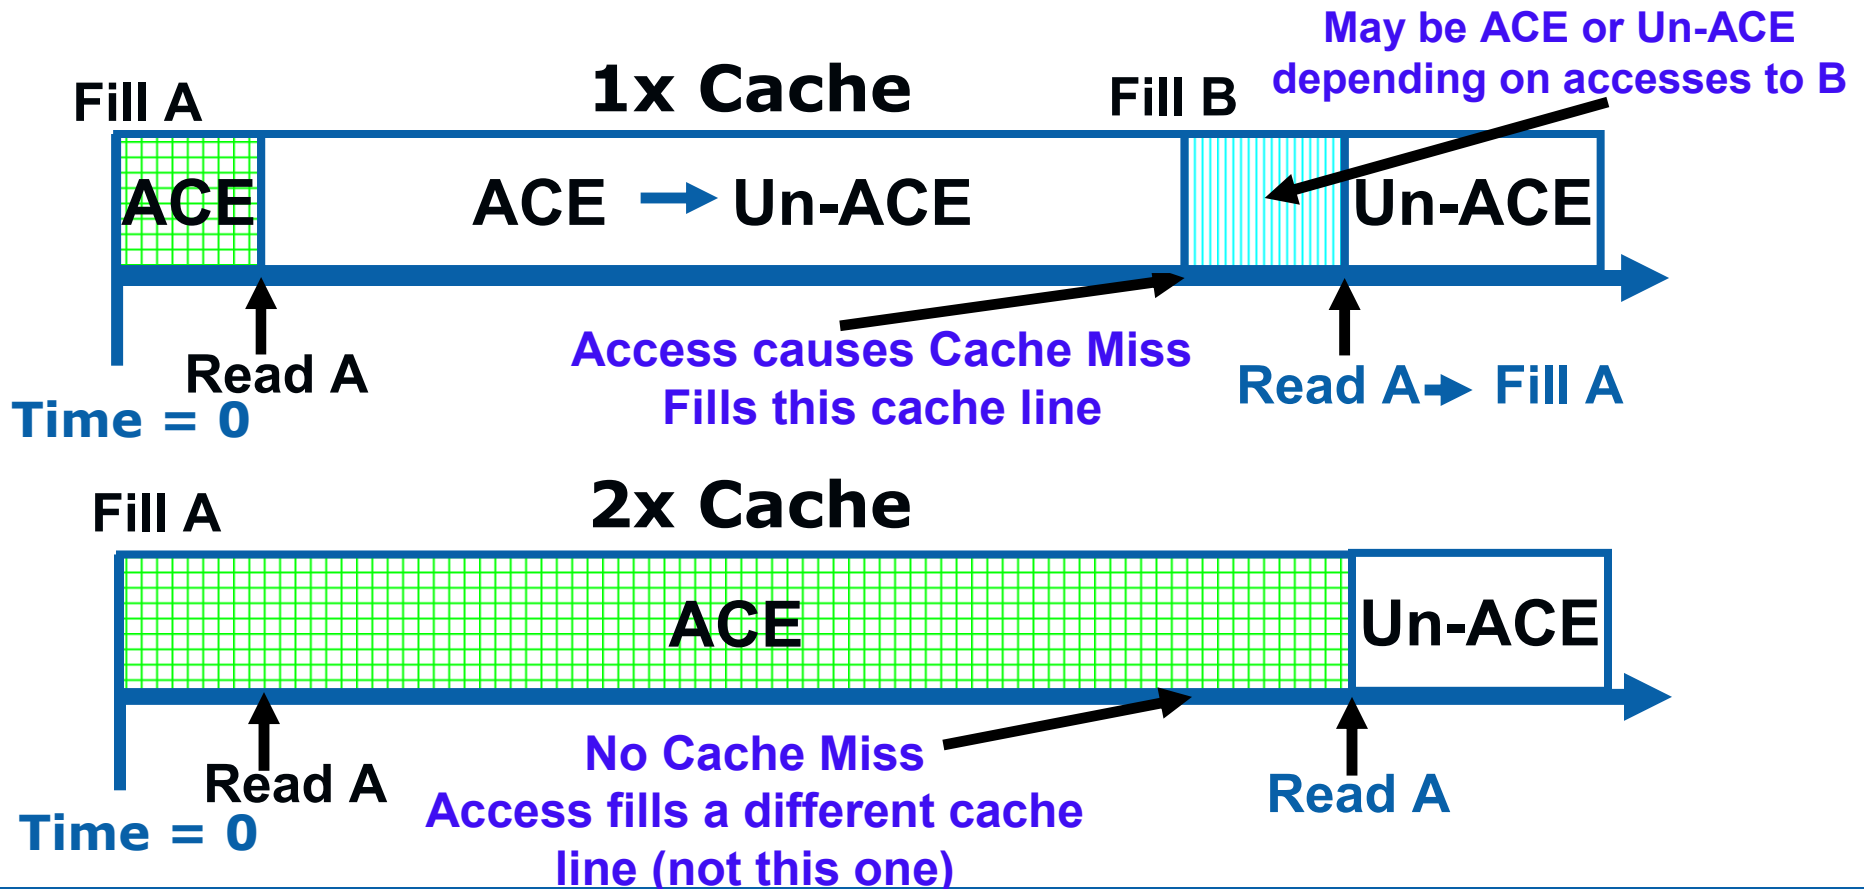 May be ACE or Un-ACE
depending on accesses to B
1x Cache
Fill A
Fill B
ACE
ACE → Un-ACE
Un-ACE
Read A
Access causes Cache Miss
Fills this cache line
Read A → Fill A
Time = 0
2x Cache
Fill A
ACE
Un-ACE
Read A
No Cache Miss
Access fills a different cache
line (not this one)
Read A
Time = 0